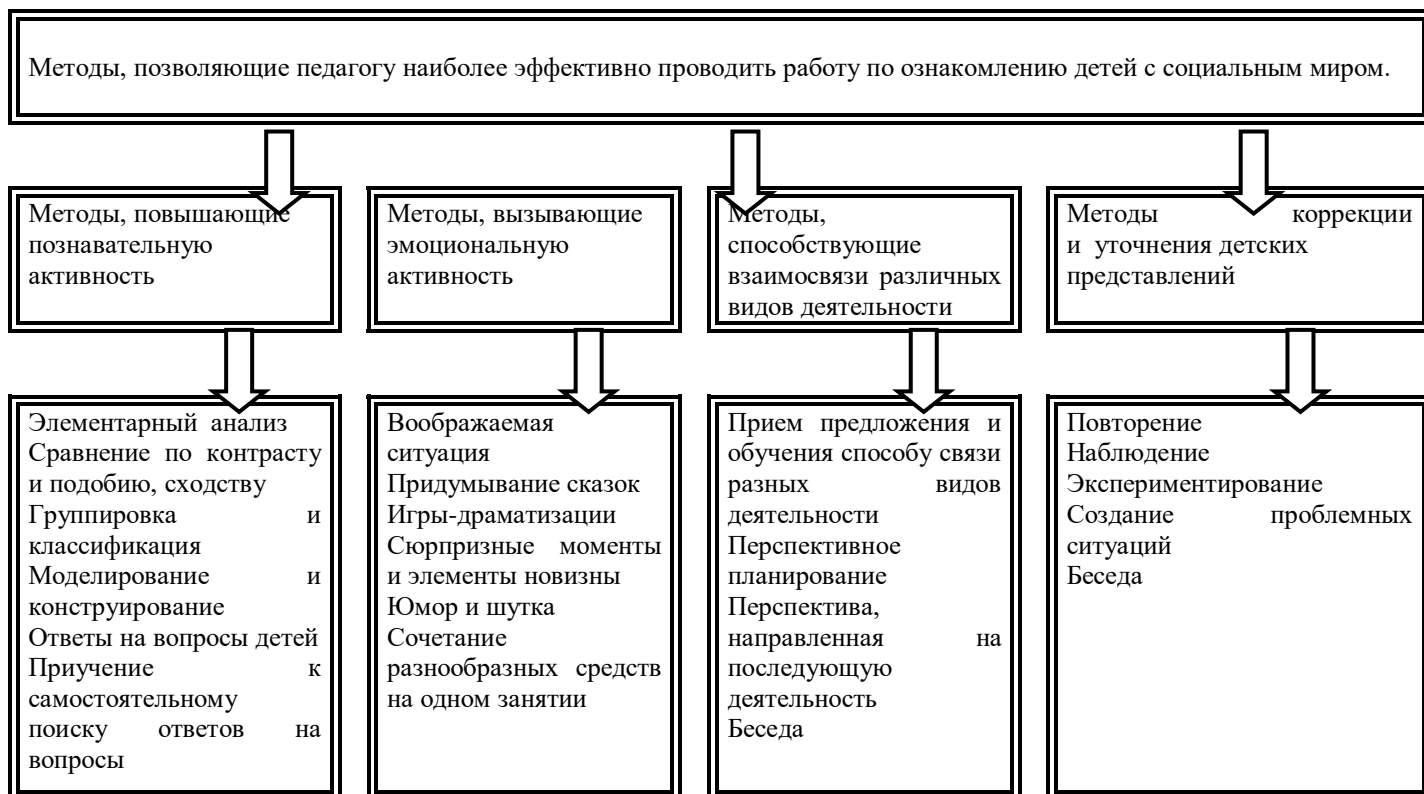 Методы, позволяющие педагогу наиболее эффективно проводить работу по ознакомлению детей с социальным миром.
Методы, повышающие
познавательную
активность
Методы, вызывающие
эмоциональную
активность
Методы,
способствующие
взаимосвязи различных
видов деятельности
Методы коррекции
и уточнения детских
представлений
Элементарный анализ
Сравнение по контрасту
и подобию, сходству
Группировка и
классификация
Моделирование и
конструирование
Ответы на вопросы детей
Приучение к
самостоятельному
поиску ответов на
вопросы
Воображаемая
ситуация
Придумывание сказок
Игры-драматизации
Сюрпризные моменты
и элементы новизны
Юмор и шутка
Сочетание
разнообразных средств
на одном занятии
Прием предложения и
обучения способу связи
разных видов
деятельности
Перспективное
планирование
Перспектива,
направленная на
последующую
деятельность
Беседа
Повторение
Наблюдение
Экспериментирование
Создание проблемных
ситуаций
Беседа